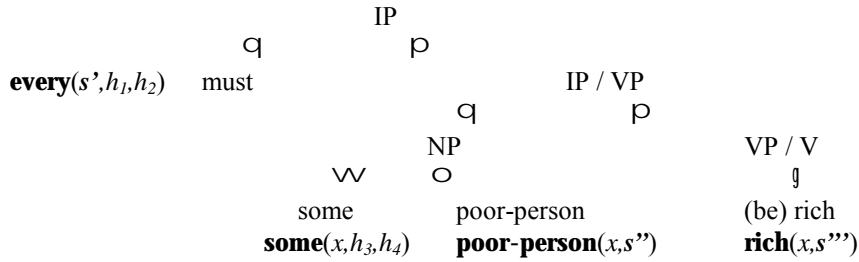 IP
q p
every(s’,h1,h2) must IP / VP
q p
NP VP / V
w o g
some poor-person (be) rich
some(x,h3,h4) poor-person(x,s’’) rich(x,s’’’)